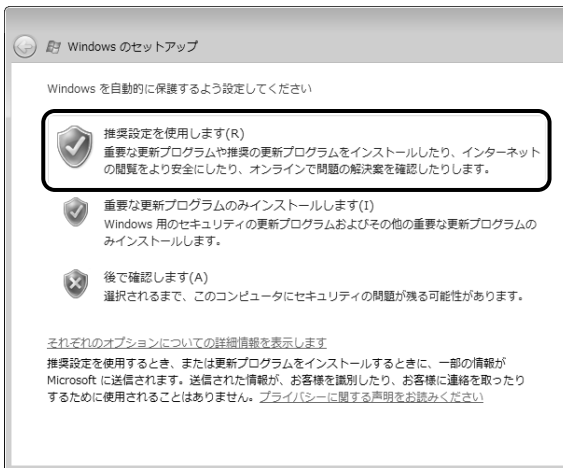 Windows のセットアップ
Windows を自動的に保護するよう設定してください
推奨設定を使用します(R)
重要な更新プログラムや推奨の更新プログラムをインストールしたり、インターネット
の閲覧をより安全にしたり、オンラインで問題の解決案を確認したりします。
重要な更新プログラムのみインストールします(I)
Windows 用のセキュリティの更新プログラムおよびその他の重要な更新プログラムの
みインストールします。
後で確認します(A)
選択されるまで、このコンピュータにセキュリティの問題が残る可能性があります。
それぞれのオプションについての詳細情報を表示します
推奨設定を使用するとき、または更新プログラムをインストールするときに、一部の情報が
Microsoft に送信されます。送信された情報が、お客様を識別したり、お客様に連絡を取ったり
するために使用されることはありません。プライバシーに関する声明をお読みください